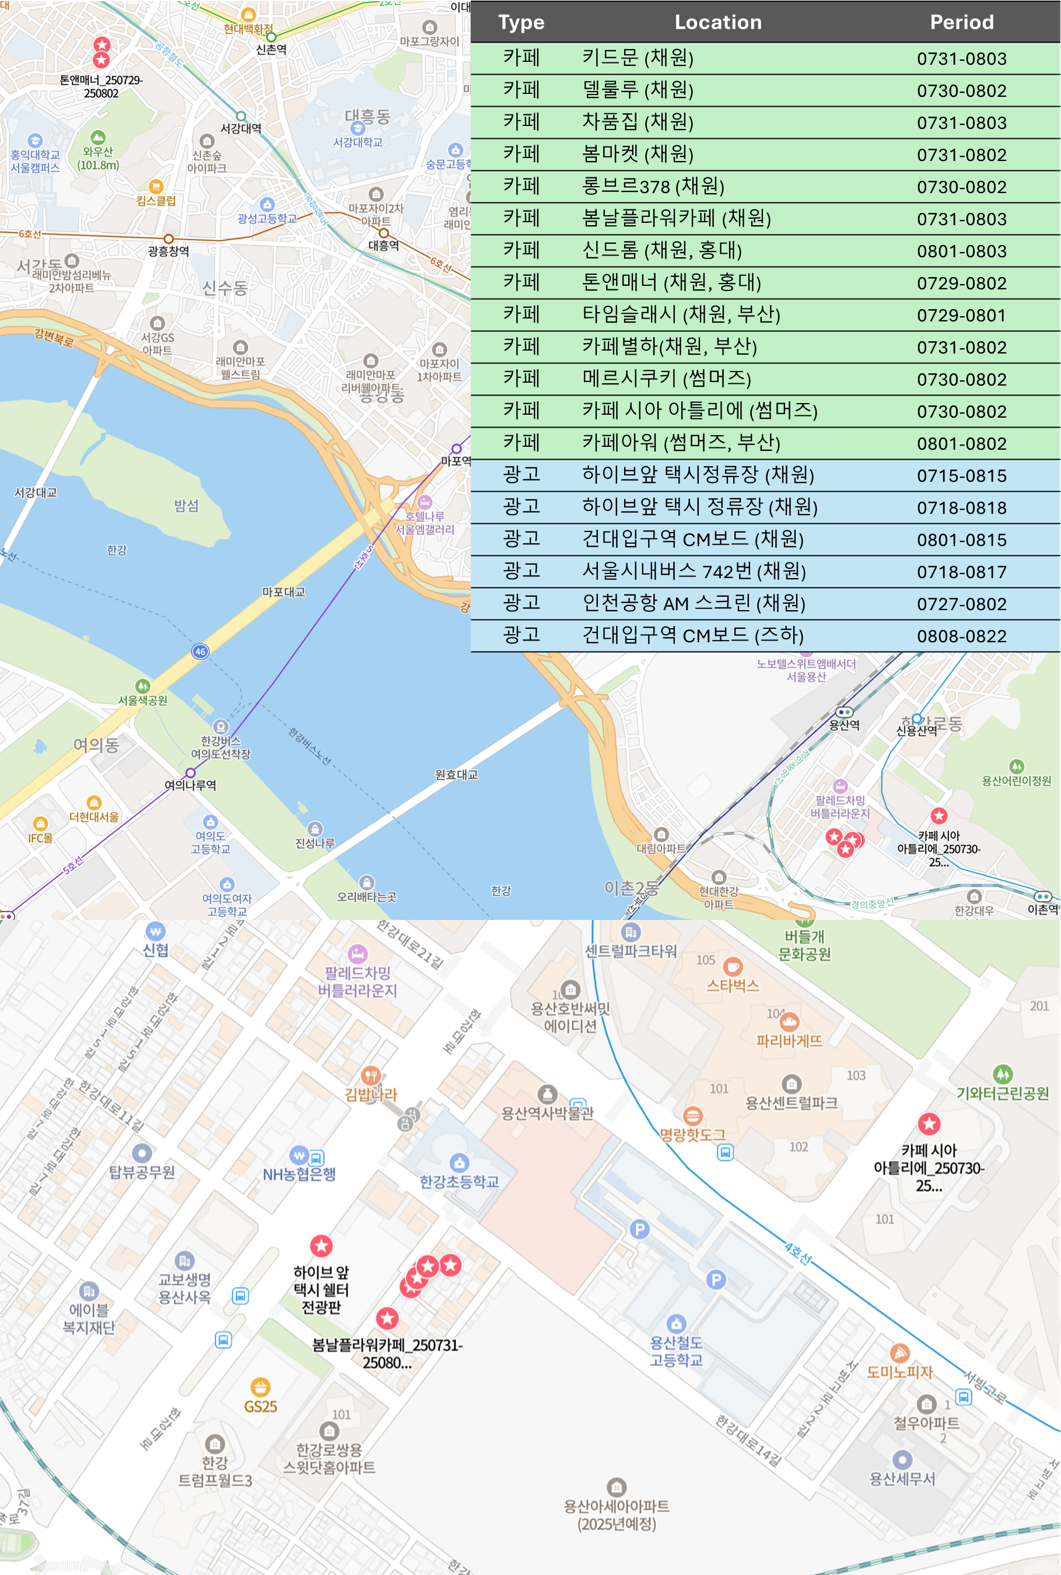 Type Location Period
카페 키드문 (채원) 0731-0803
카페 델룰루 (채원) 0730-0802
카페 차품집 (채원) 0731-0803
카페 봄마켓 (채원) 0731-0802
카페 롱브르378 (채원) 0730-0802
카페 봄날플라워카페 (채원) 0731-0803
카페 신드롬 (채원, 홍대) 0801-0803
카페 톤앤매너 (채원, 홍대) 0729-0802
카페 타임슬래시 (채원, 부산) 0729-0801
카페 카페별하(채원, 부산) 0731-0802
카페 메르시쿠키 (썸머즈) 0730-0802
카페 카페 시아 아틀리에 (썸머즈) 0730-0802
카페 카페아워 (썸머즈, 부산) 0801-0802
광고 하이브앞 택시정류장 (채원) 0715-0815
광고 하이브앞 택시 정류장 (채원) 0718-0818
광고 건대입구역 CM보드 (채원) 0801-0815
광고 서울시내버스 742번 (채원) 0718-0817
광고 인천공항 AM 스크린 (채원) 0727-0802
광고 건대입구역 CM보드 (즈하) 0808-0822
현대백화점
2호선
이대
신촌역
마포그랑자이
공항철도
톤앤매너_250729-
250802
대흥동
서강대역
서강대학교
홍익대학교
서울캠퍼스
와우산
(101.8m)
신촌숲
아이파크
숭문고등학
킴스클럽
광성고등학교
마포자이2차
아파트
6호선
광흥창역
대흥역
6호선
서강동
래미안밤섬리베뉴
2차아파트
신수동
강변북로
서강GS
아파트
래미안마포
웰스트림
래미안마포
리버웰아파트
마포자이
1차아파트
용강동
마포역
서강대교
밤섬
호텔나루
서울엠갤러리
한강
5호선
마포대교
46
서울색공원
여의동
한강버스
여의도선착장
한강버스노선
여의나루역
원효대교
더현대서울
IFC몰
여의도
고등학교
진성나루
5호선
여의도여자
고등학교
오리배타는곳
한강
노보텔스위트앰배서더
서울용산
용산역
한강로동
신용산역
용산어린이정원
팔레드차밍
버틀러라운지
카페 시아
아틀리에_250730-
25...
대림아파트
이촌2동
현대한강
아파트
경의중앙선
한강대우
이촌역
신협
한강대로21길
팔레드차밍
버틀러라운지
센트럴파크타워
버들개
문화공원
105
스타벅스
용산호반써밋
에이디션
104
파리바게뜨
201
한강대로15길
한강대로
김밥나라
용산역사박물관
101
103
용산센트럴파크
기와터근린공원
한강대로11길
명랑핫도그
102
카페 시아
아틀리에_250730-
25...
탑뷰공무원
NH농협은행
한강초등학교
101
4호선
하이브 앞
택시 쉘터
전광판
교보생명
용산사옥
에이블
복지재단
봄날플라워카페_250731-
25080...
용산철도
고등학교
도미노피자
서빙고로
GS25
101
한강로쌍용
스윗닷홈아파트
한강
트럼프월드3
한강대로
한강대로14길
서빙고로22길
1
철우아파트
2
용산세무서
용산아세아아파트
(2025년예정)